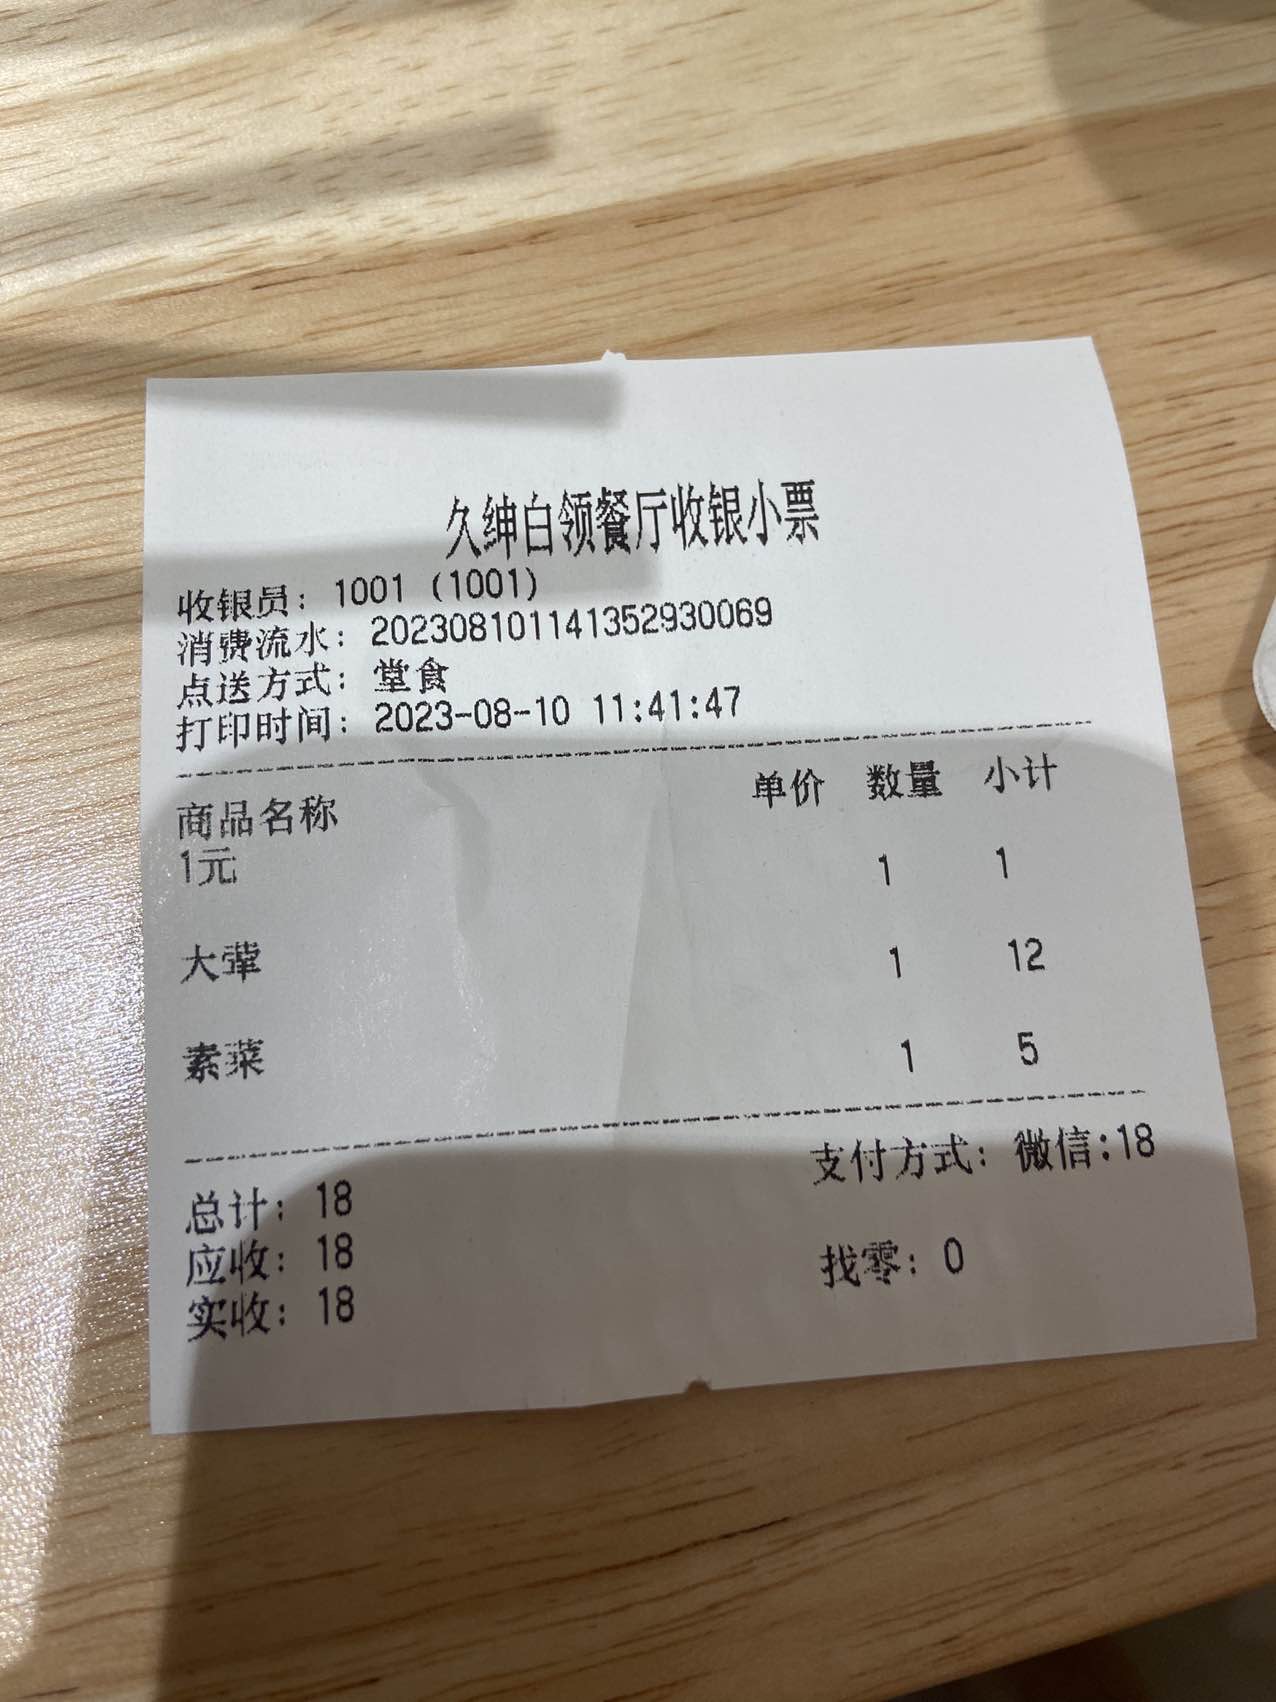 久绅白领餐厅收银小票
收银员： 1001 (1001)
消费流水： 202308101141352930069
点送方式： 堂食
打印时间： 2023-08-10 11:41:47
商品名称 单价 数量 小计
1元 1 1
大荤 1 12
素菜 1 5
总计： 18 支付方式： 微信:18
应收： 18 找零： 0
实收： 18